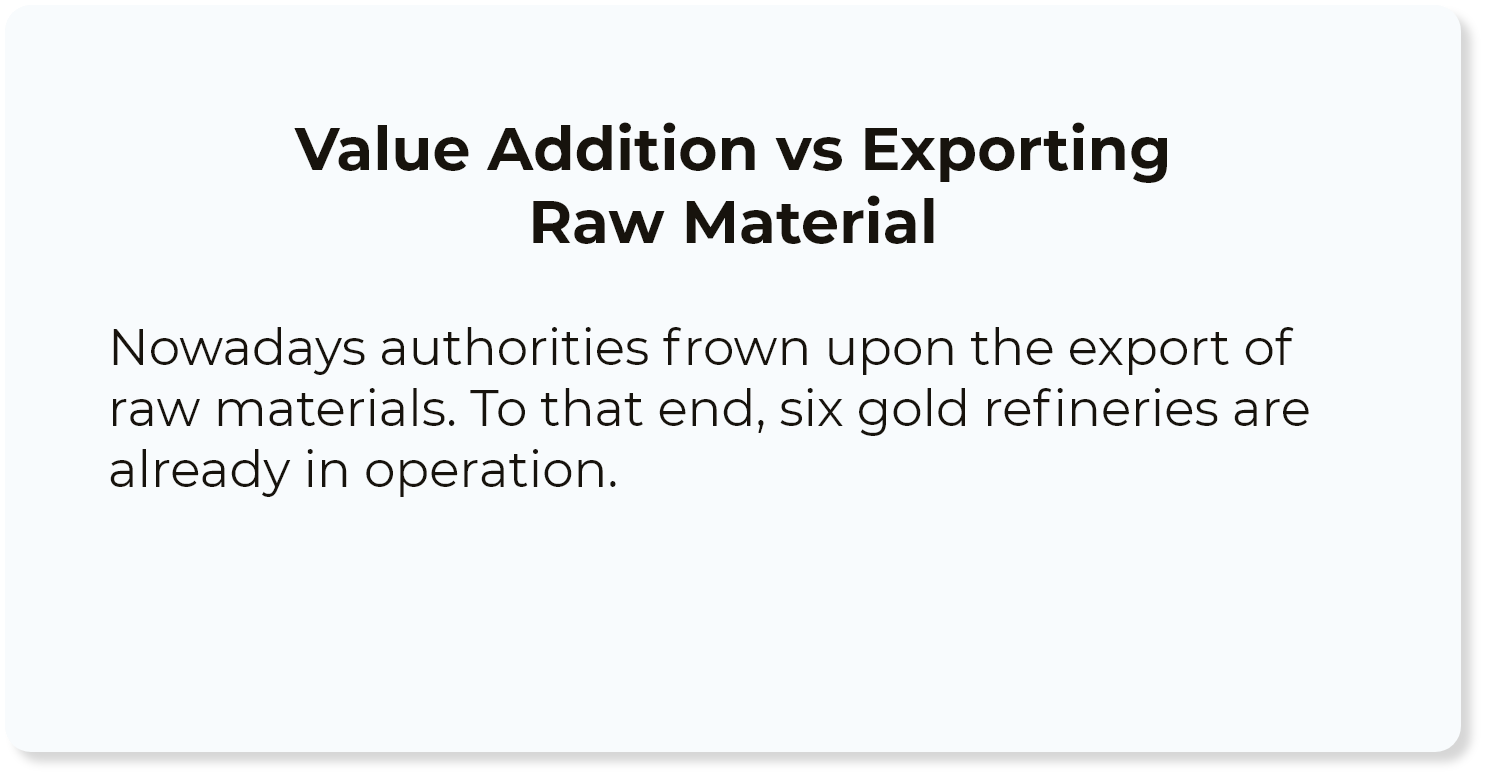 Value Addition vs Exporting
Raw Material
Nowadays authorities frown upon the export of
raw materials. To that end, six gold refineries are
already in operation.